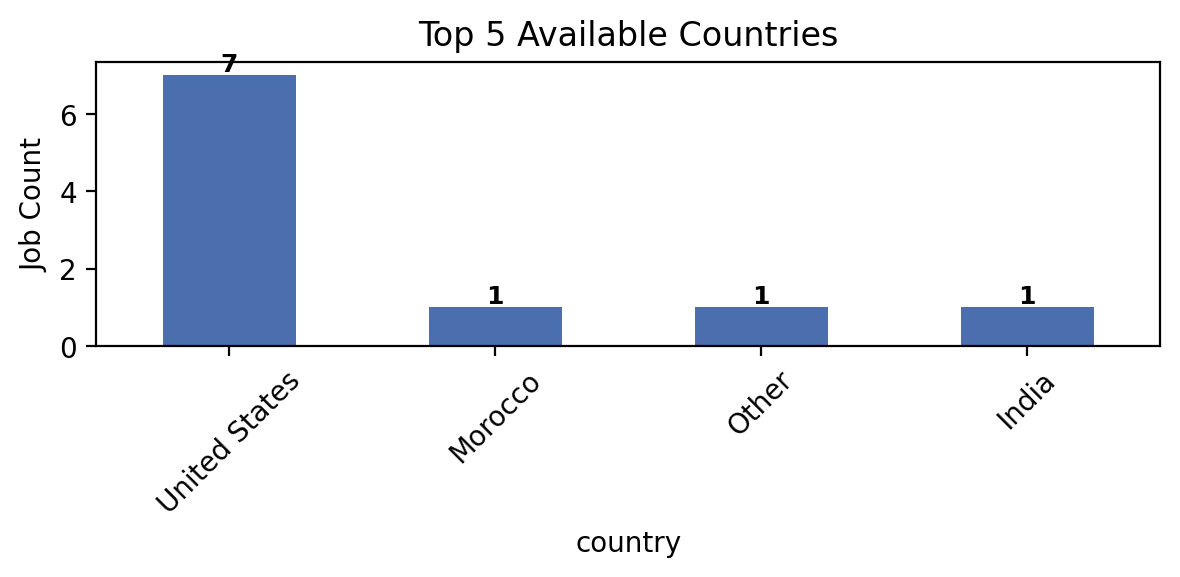 Top 5 Available Countries
7
6
4
2
0
Job Count
1
1
1
United States
Morocco
Other
India
country